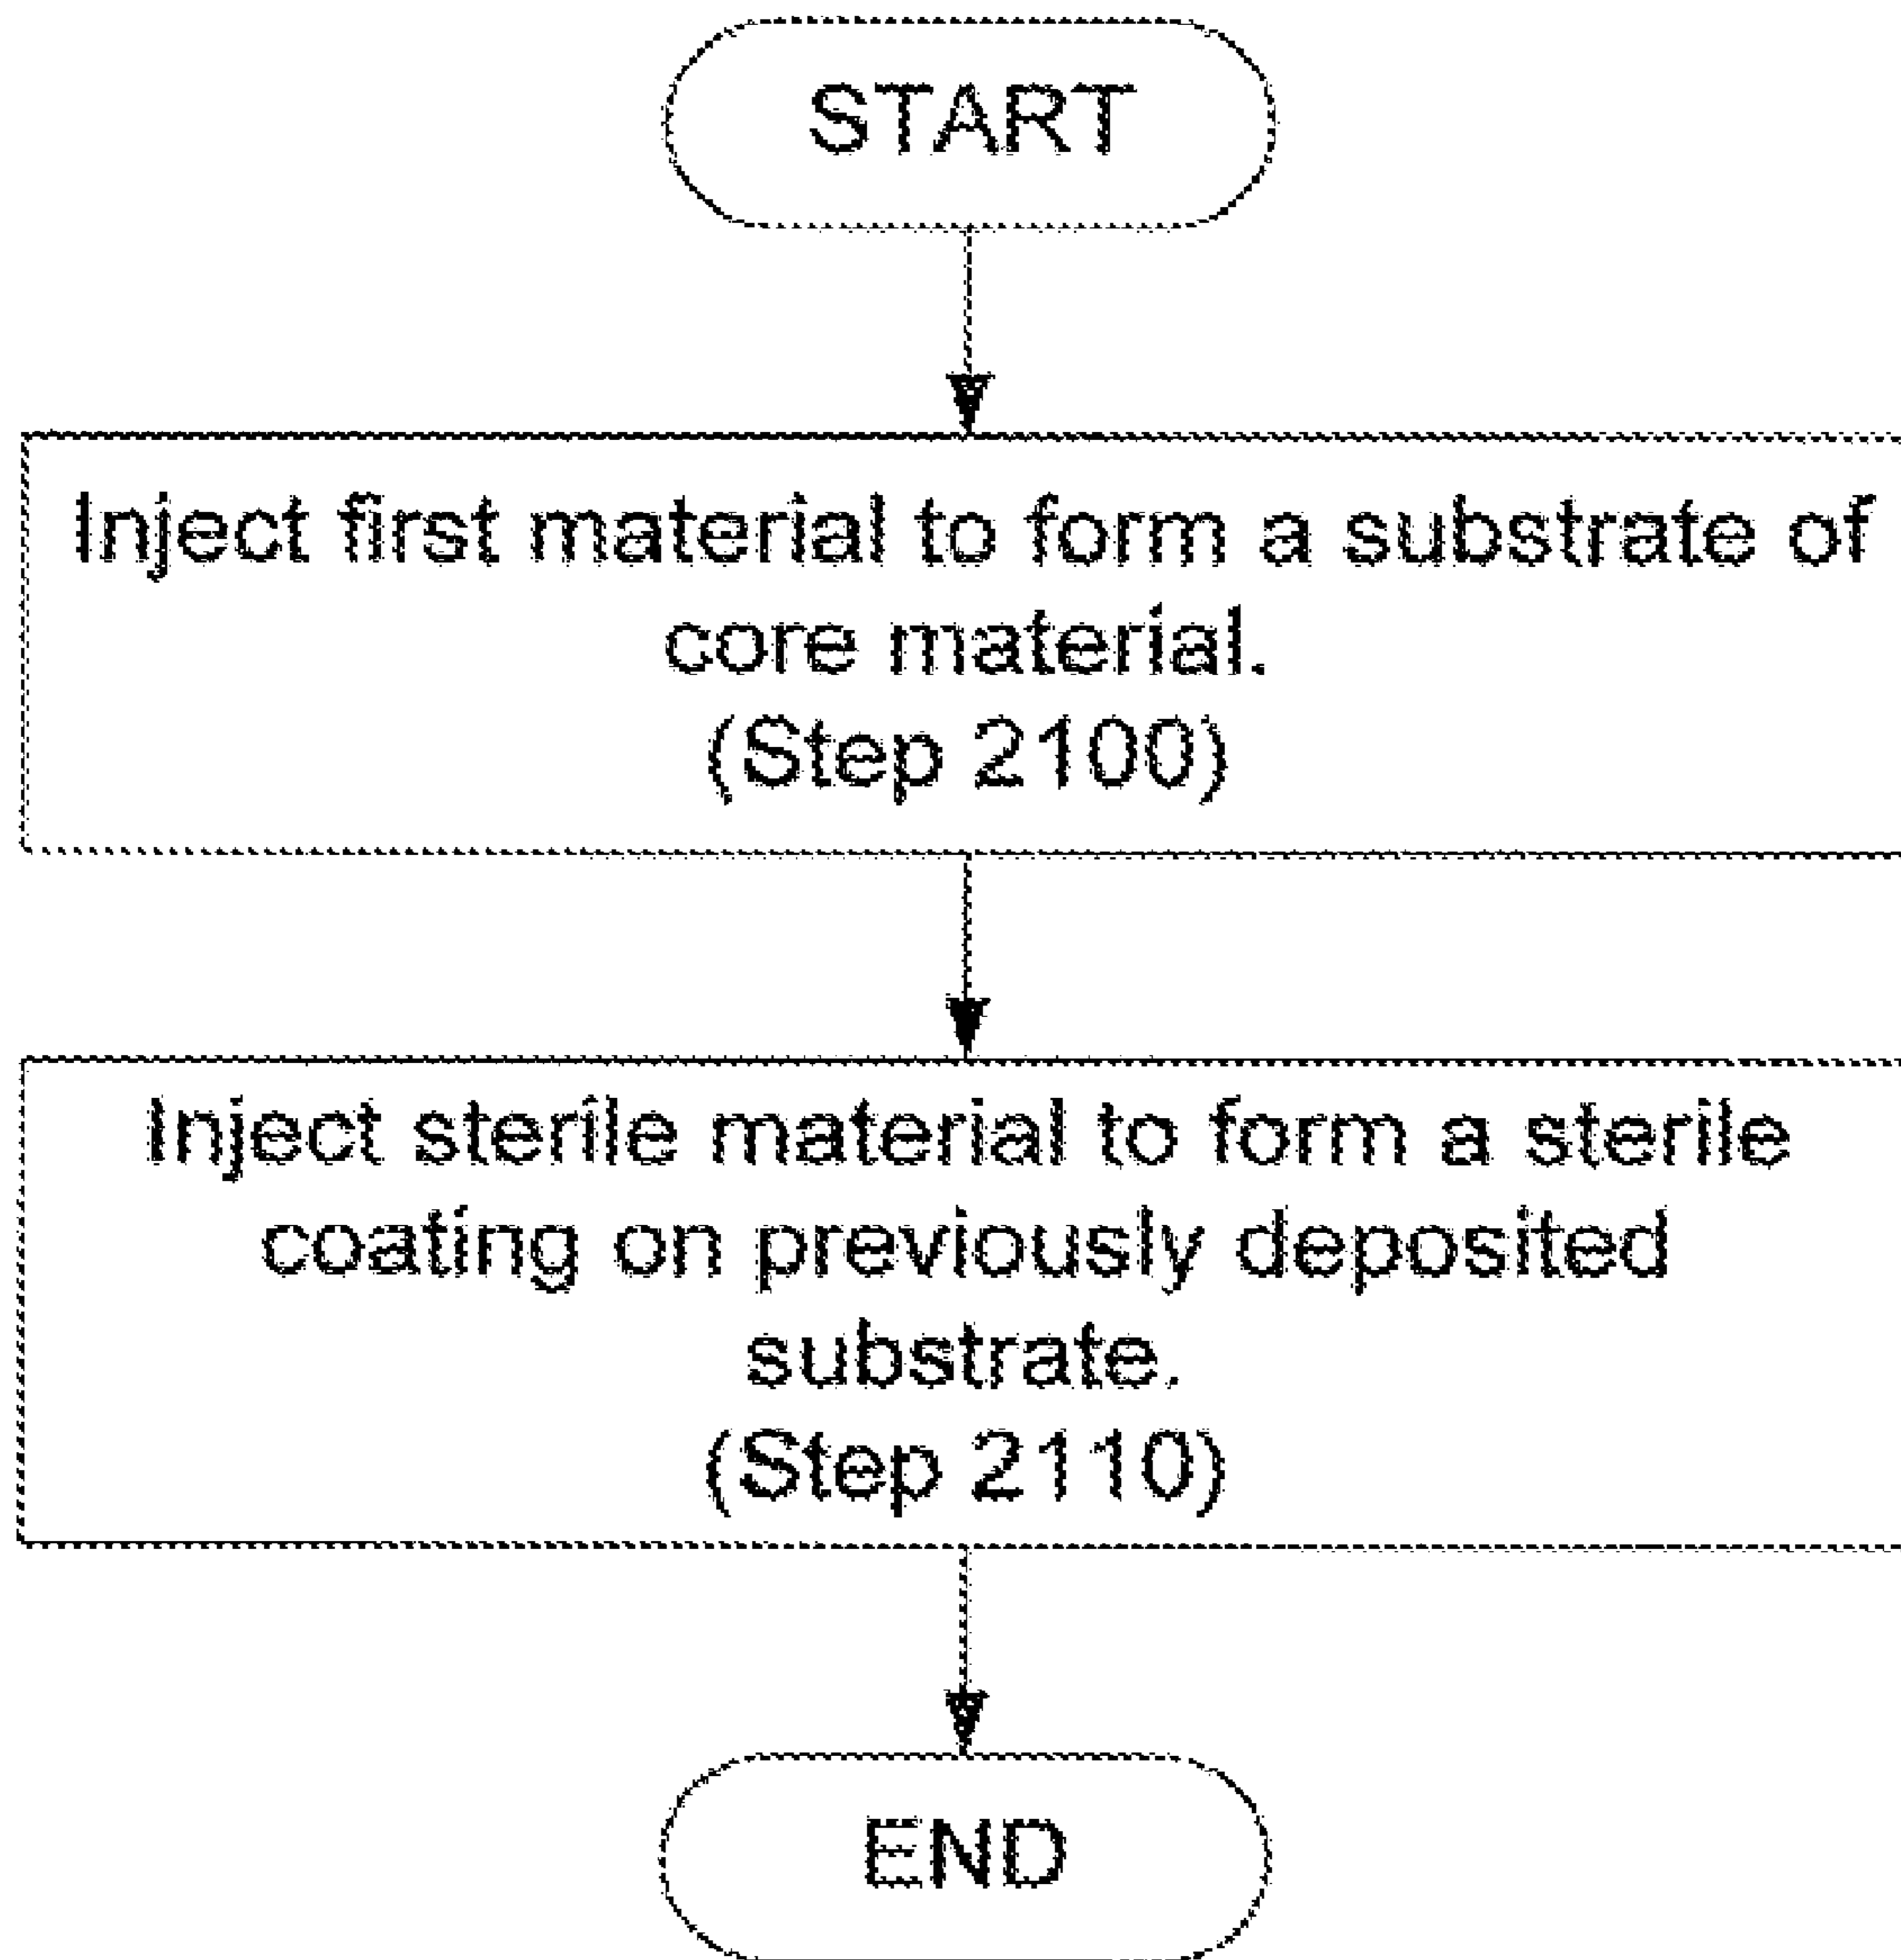 START
Inject first material to form a substrate of
core material.
(Step 2100)
Inject sterile material to form a sterile
coating on previously deposited
substrate.
(Step 2110)
END